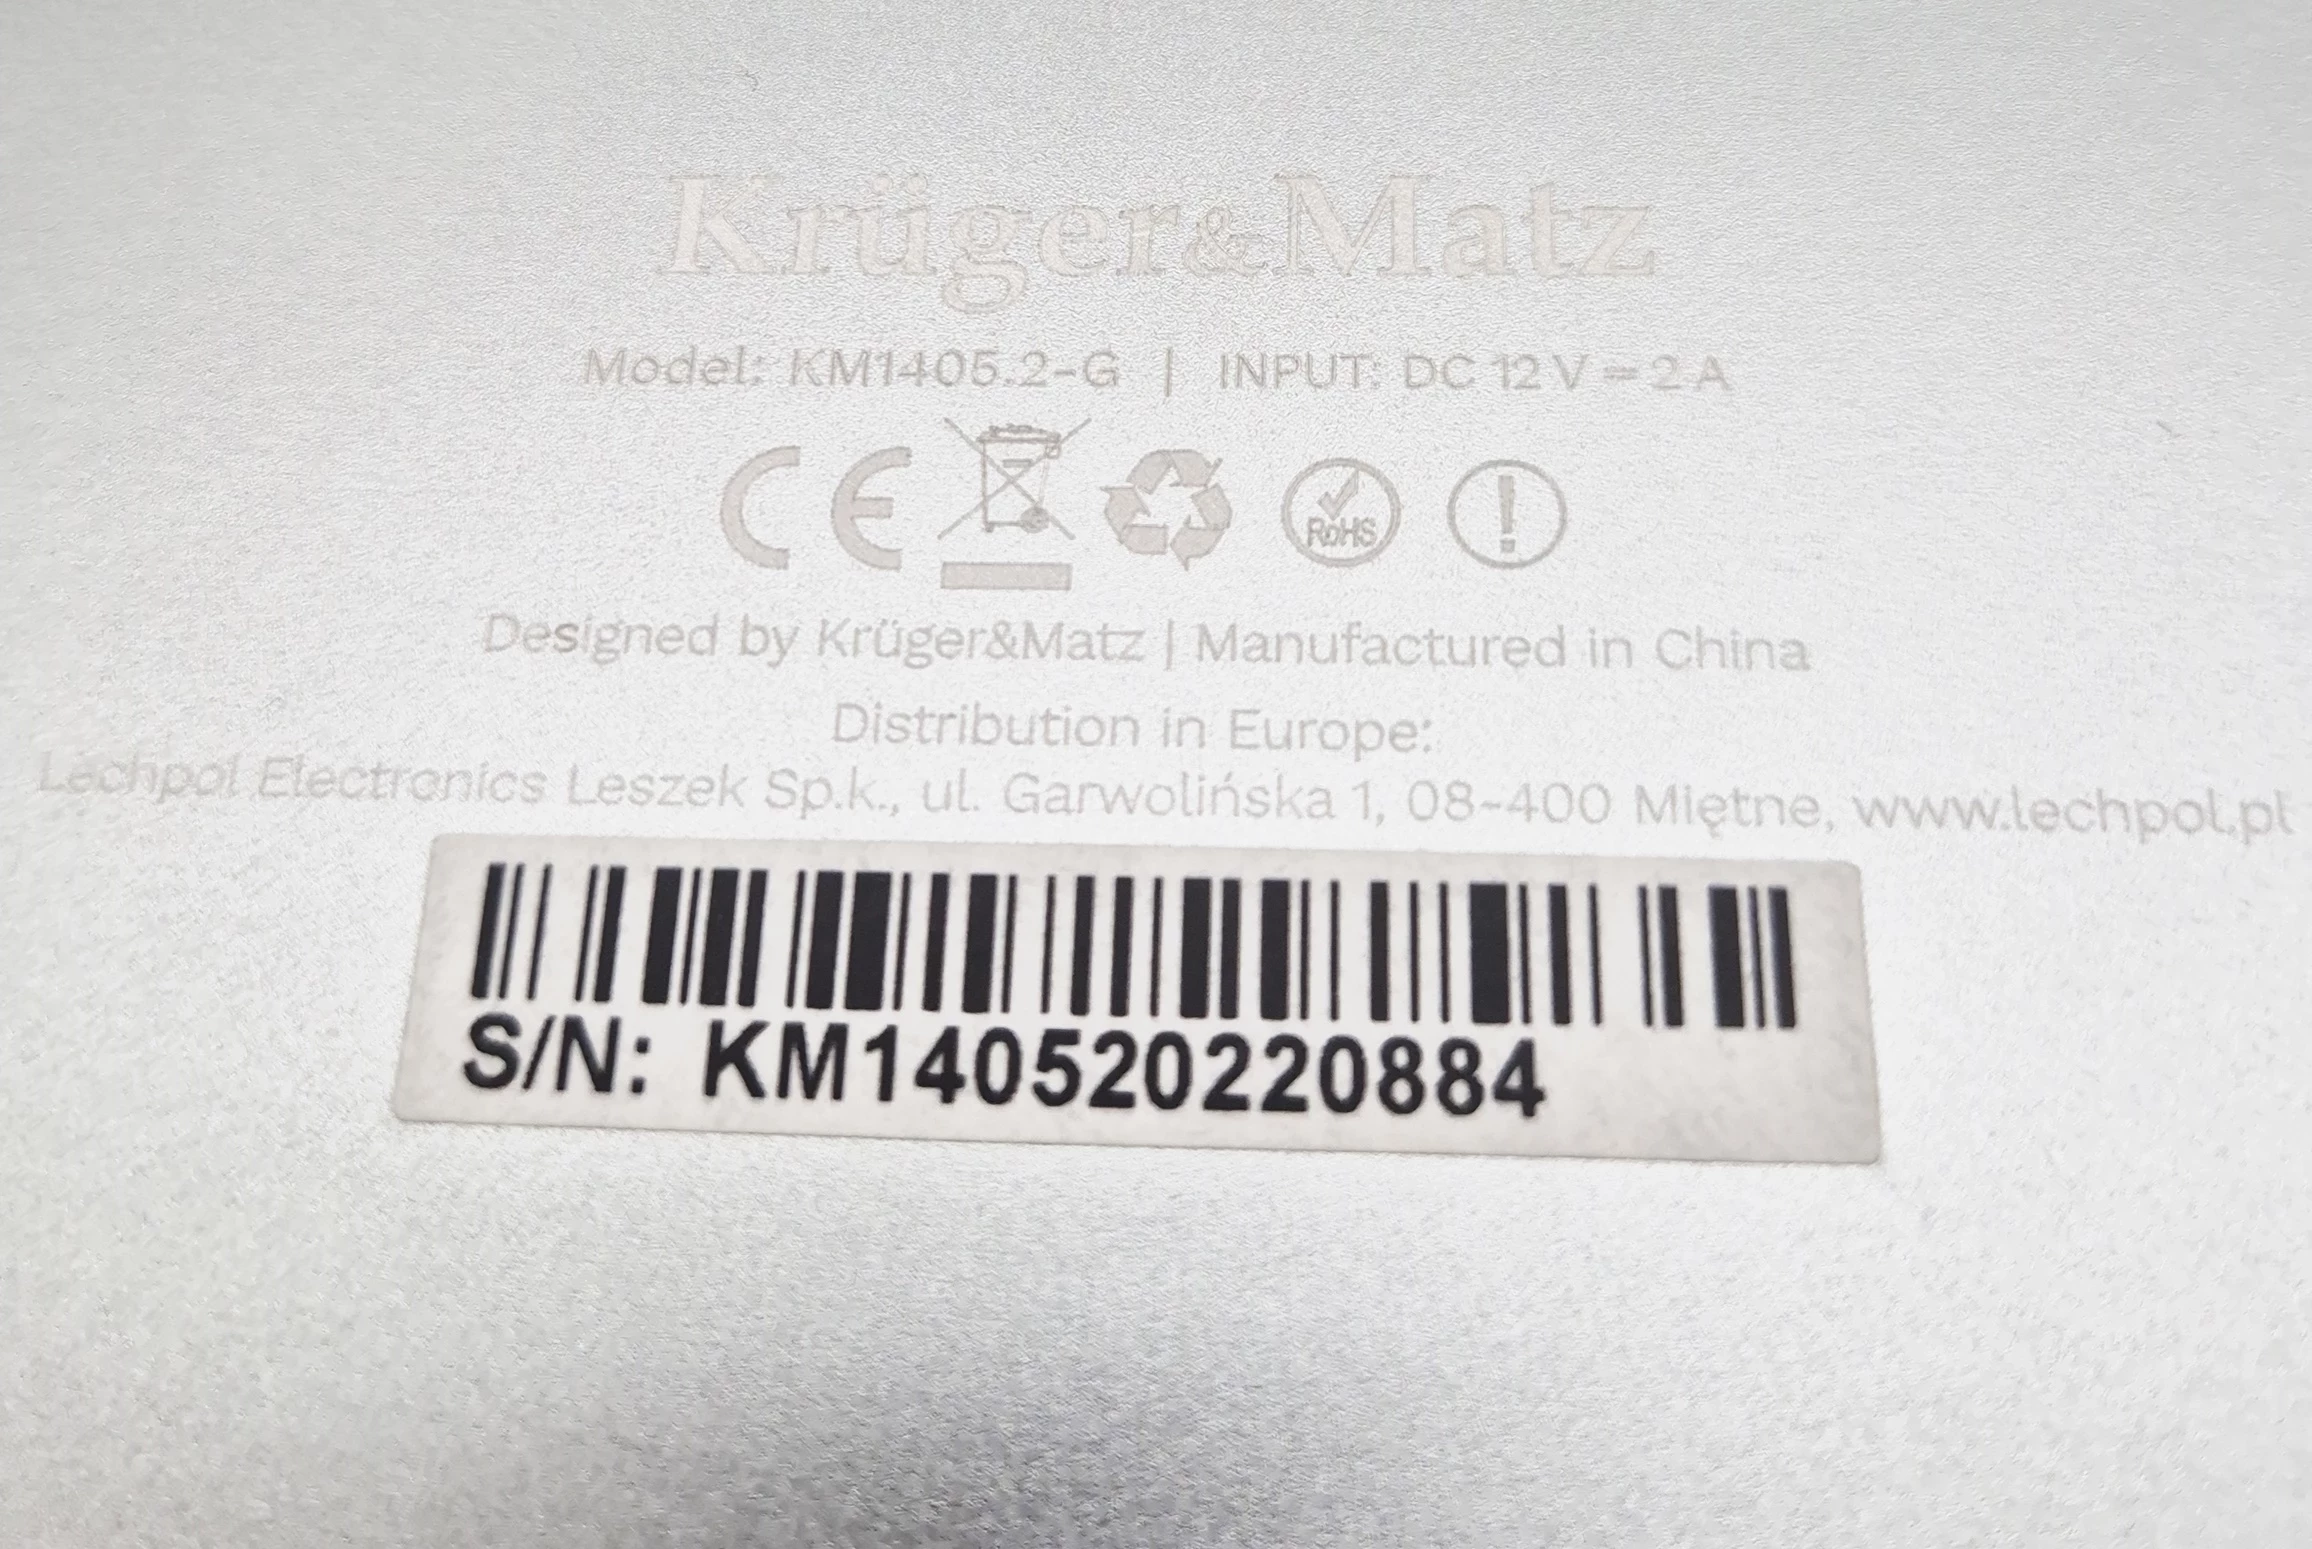 Krüger&Matz
Model: KM1405.2-G | INPUT: DC 12 V = 2 A
CE RoHS !
Designed by Krüger&Matz | Manufactured in China
Distribution in Europe:
Lechpol Electronics Leszek Sp.k., ul. Garwolińska 1, 08-400 Miętne, www.lechpol.pl
S/N: KM140520220884